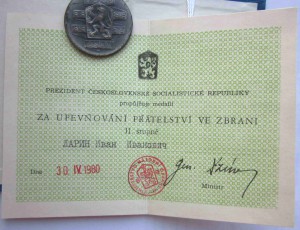 PREZIDENT ČESKOSLOVENSKÉ SOCIALISTICKÉ REPUBLIKY
propůjčuje medaili
ZA UPEVŇOVÁNÍ PŘÁTELSTVÍ VE ZBRANI
II. stupně
ЛАРИН Иван Иванович
Dne 30. IV. 1980
Ministr